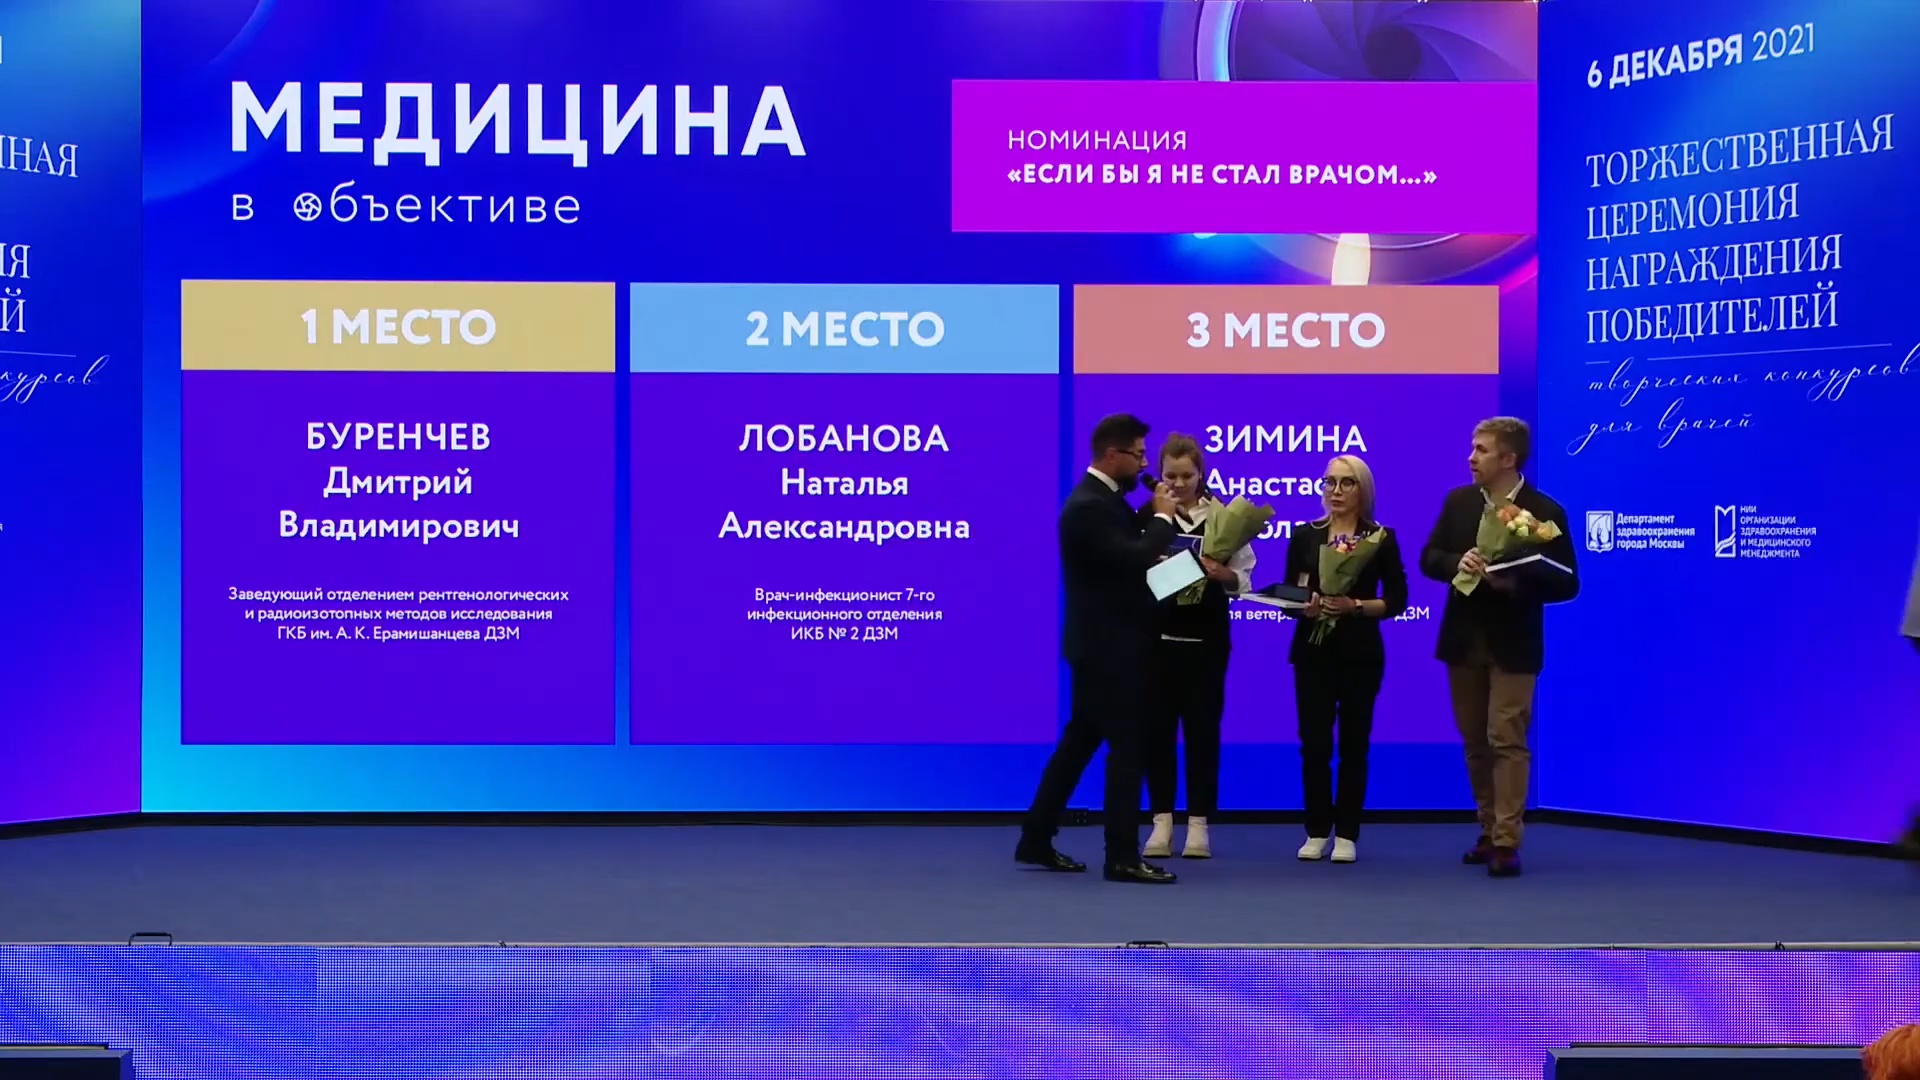 МЕДИЦИНА
в объективе
НОМИНАЦИЯ
«ЕСЛИ БЫ Я НЕ СТАЛ ВРАЧОМ...»
1 МЕСТО
БУРЕНЧЕВ
Дмитрий
Владимирович
Заведующий отделением рентгенологических
и радиоизотопных методов исследования
ГКБ им. А. К. Ерамишанцева ДЗМ
2 МЕСТО
ЛОБАНОВА
Наталья
Александровна
Врач-инфекционист 7-го
инфекционного отделения
ИКБ № 2 ДЗМ
3 МЕСТО
ЗИМИНА
ДЗМ
6 ДЕКАБРЯ 2021
ТОРЖЕСТВЕННАЯ
ЦЕРЕМОНИЯ
НАГРАЖДЕНИЯ
ПОБЕДИТЕЛЕЙ
творческих конкурсов
для врачей
Департамент
здравоохранения
города Москвы
НИИ
ОРГАНИЗАЦИИ
ЗДРАВООХРАНЕНИЯ
И МЕДИЦИНСКОГО
МЕНЕДЖМЕНТА